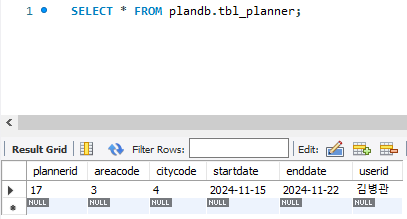 1 SELECT * FROM plandb.tbl_planner;
Result Grid Filter Rows: Edit:
plannerid areacode citycode startdate enddate userid
17 3 4 2024-11-15 2024-11-22 김병관
NULL NULL NULL NULL NULL NULL